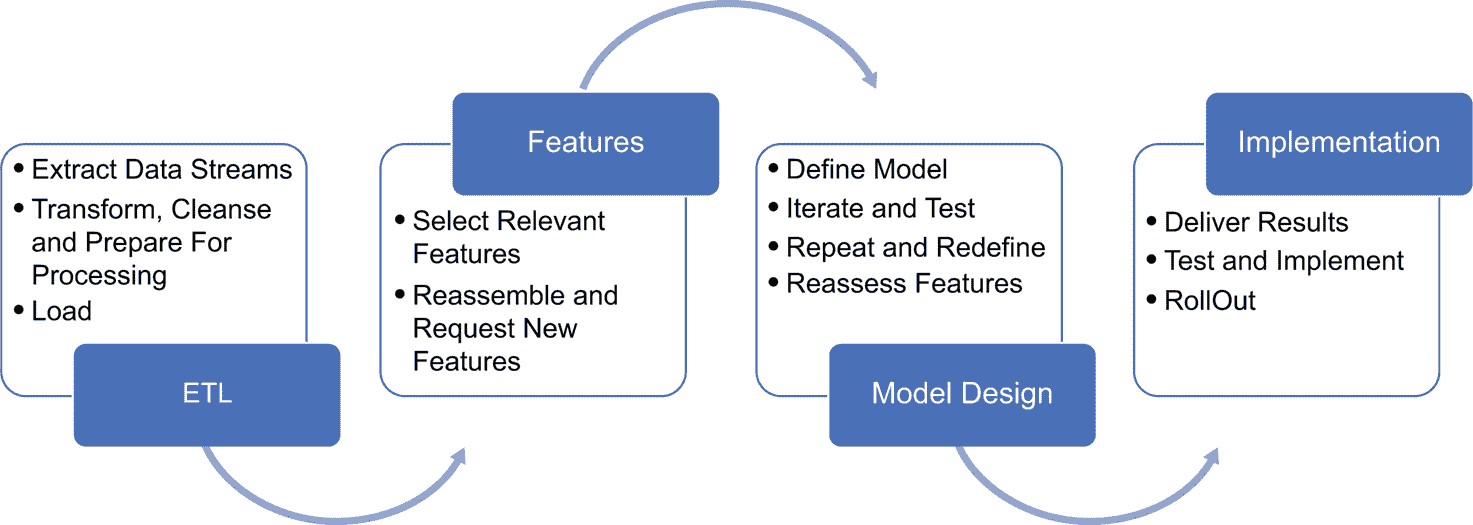 • Extract Data Streams
• Transform, Cleanse
and Prepare For
Processing
• Load
ETL
Features
• Select Relevant
Features
• Reassemble and
Request New
Features
• Define Model
• Iterate and Test
• Repeat and Redefine
• Reassess Features
Model Design
Implementation
• Deliver Results
• Test and Implement
• RollOut